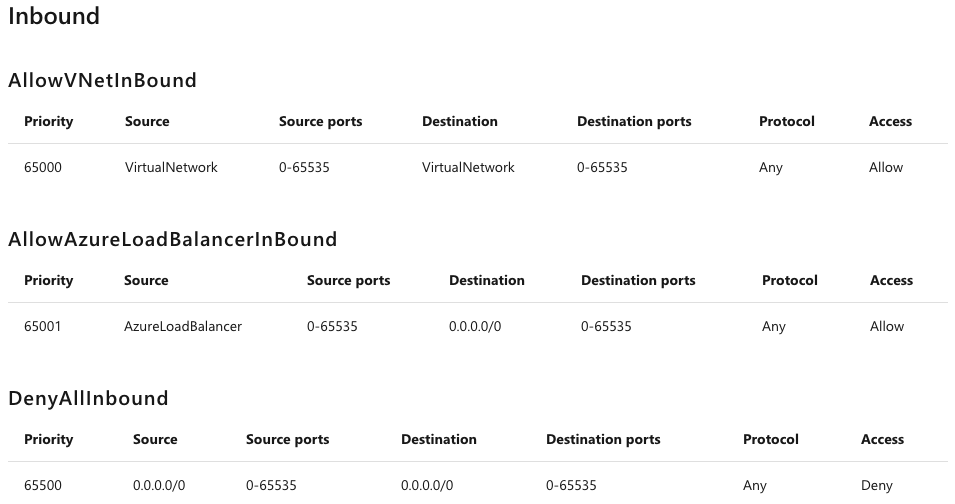 Inbound
AllowVNetInBound
Priority Source Source ports Destination Destination ports Protocol Access
65000 VirtualNetwork 0-65535 VirtualNetwork 0-65535 Any Allow
AllowAzureLoadBalancerInBound
Priority Source Source ports Destination Destination ports Protocol Access
65001 AzureLoadBalancer 0-65535 0.0.0.0/0 0-65535 Any Allow
DenyAllInbound
Priority Source Source ports Destination Destination ports Protocol Access
65500 0.0.0.0/0 0-65535 0.0.0.0/0 0-65535 Any Deny